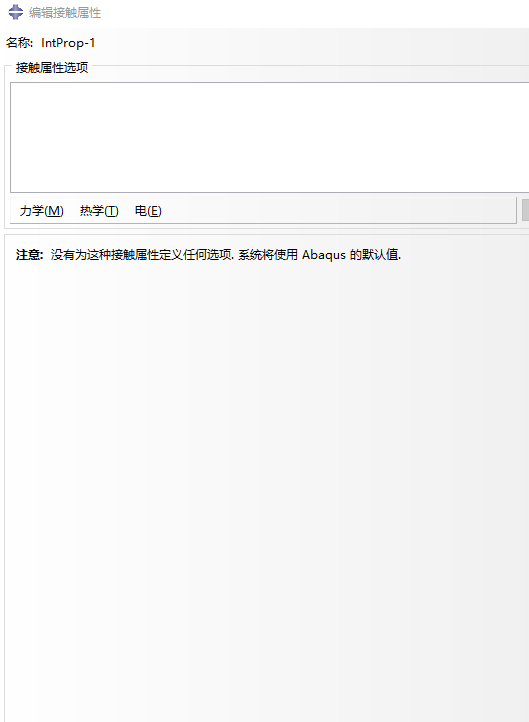 编辑接触属性
名称: IntProp-1
接触属性选项
力学(M) 热学(T) 电(E)
注意: 没有为这种接触属性定义任何选项. 系统将使用 Abaqus 的默认值.